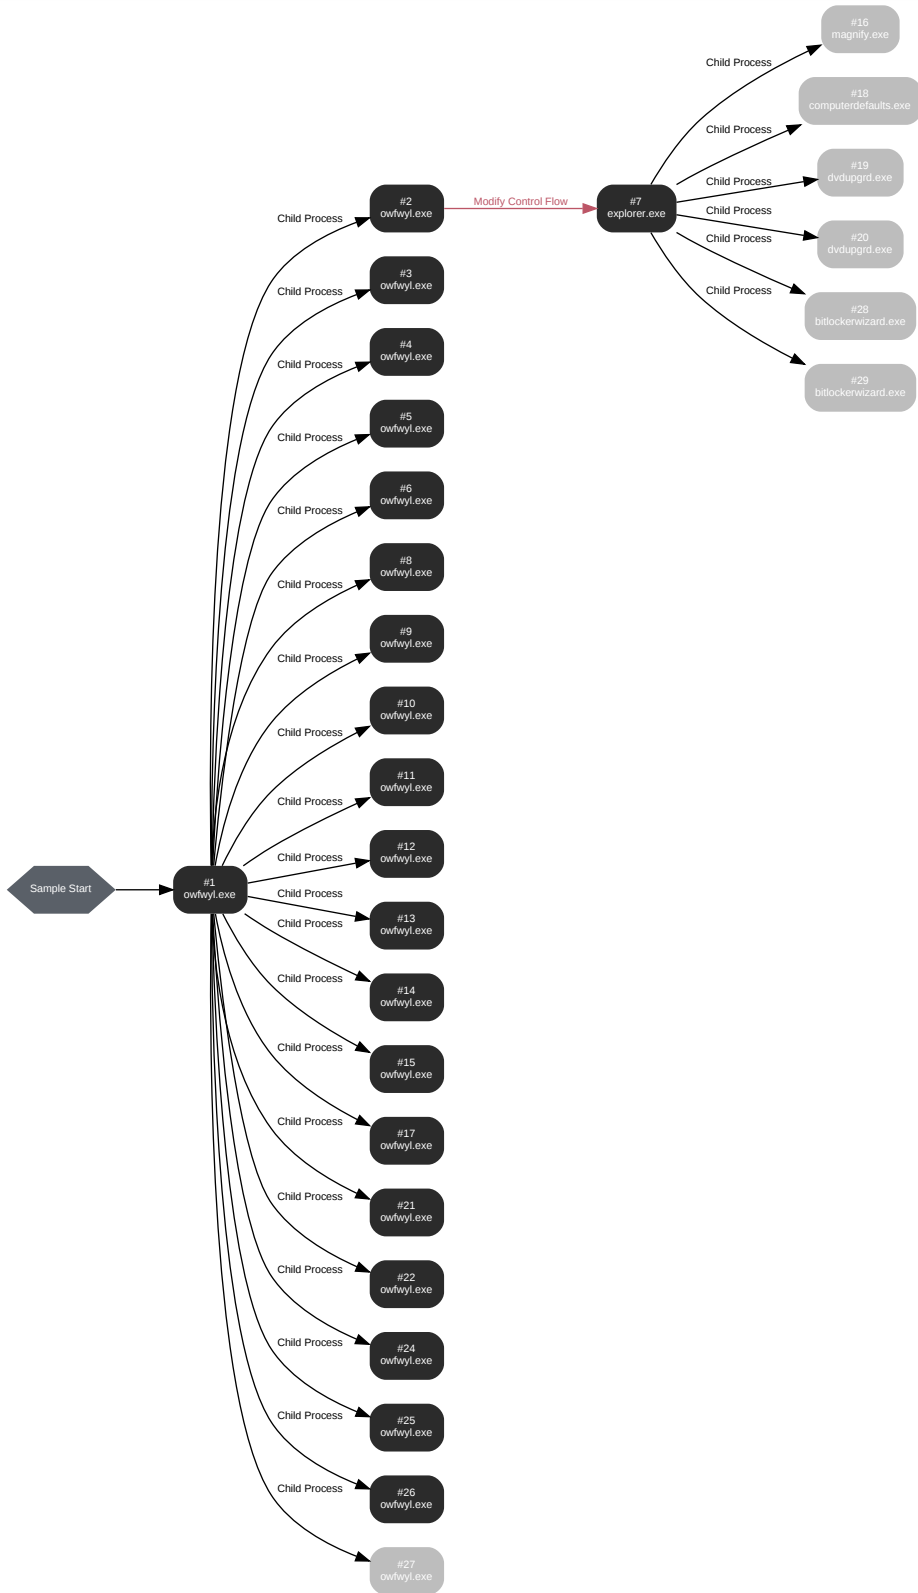 #16
magnify.exe
Child Process
#18
computerdefaults.exe
Child Process
#19
dvdupgrd.exe
Child Process
#2
owfwyl.exe
Modify Control Flow
#7
explorer.exe
Child Process
Child Process
#20
dvdupgrd.exe
Child Process
#3
owfwyl.exe
Child Process
Child Process
#28
bitlockerwizard.exe
#4
owfwyl.exe
Child Process
#29
bitlockerwizard.exe
#5
owfwyl.exe
Child Process
#6
owfwyl.exe
Child Process
#8
owfwyl.exe
Child Process
#9
owfwyl.exe
Child Process
#10
owfwyl.exe
Child Process
#11
owfwyl.exe
Child Process
#12
owfwyl.exe
Child Process
Sample Start
#1
owfwyl.exe
Child Process
#13
owfwyl.exe
Child Process
#14
owfwyl.exe
Child Process
#15
owfwyl.exe
Child Process
#17
owfwyl.exe
Child Process
#21
owfwyl.exe
Child Process
#22
owfwyl.exe
Child Process
#24
owfwyl.exe
Child Process
#25
owfwyl.exe
Child Process
#26
owfwyl.exe
Child Process
#27
owfwyl.exe